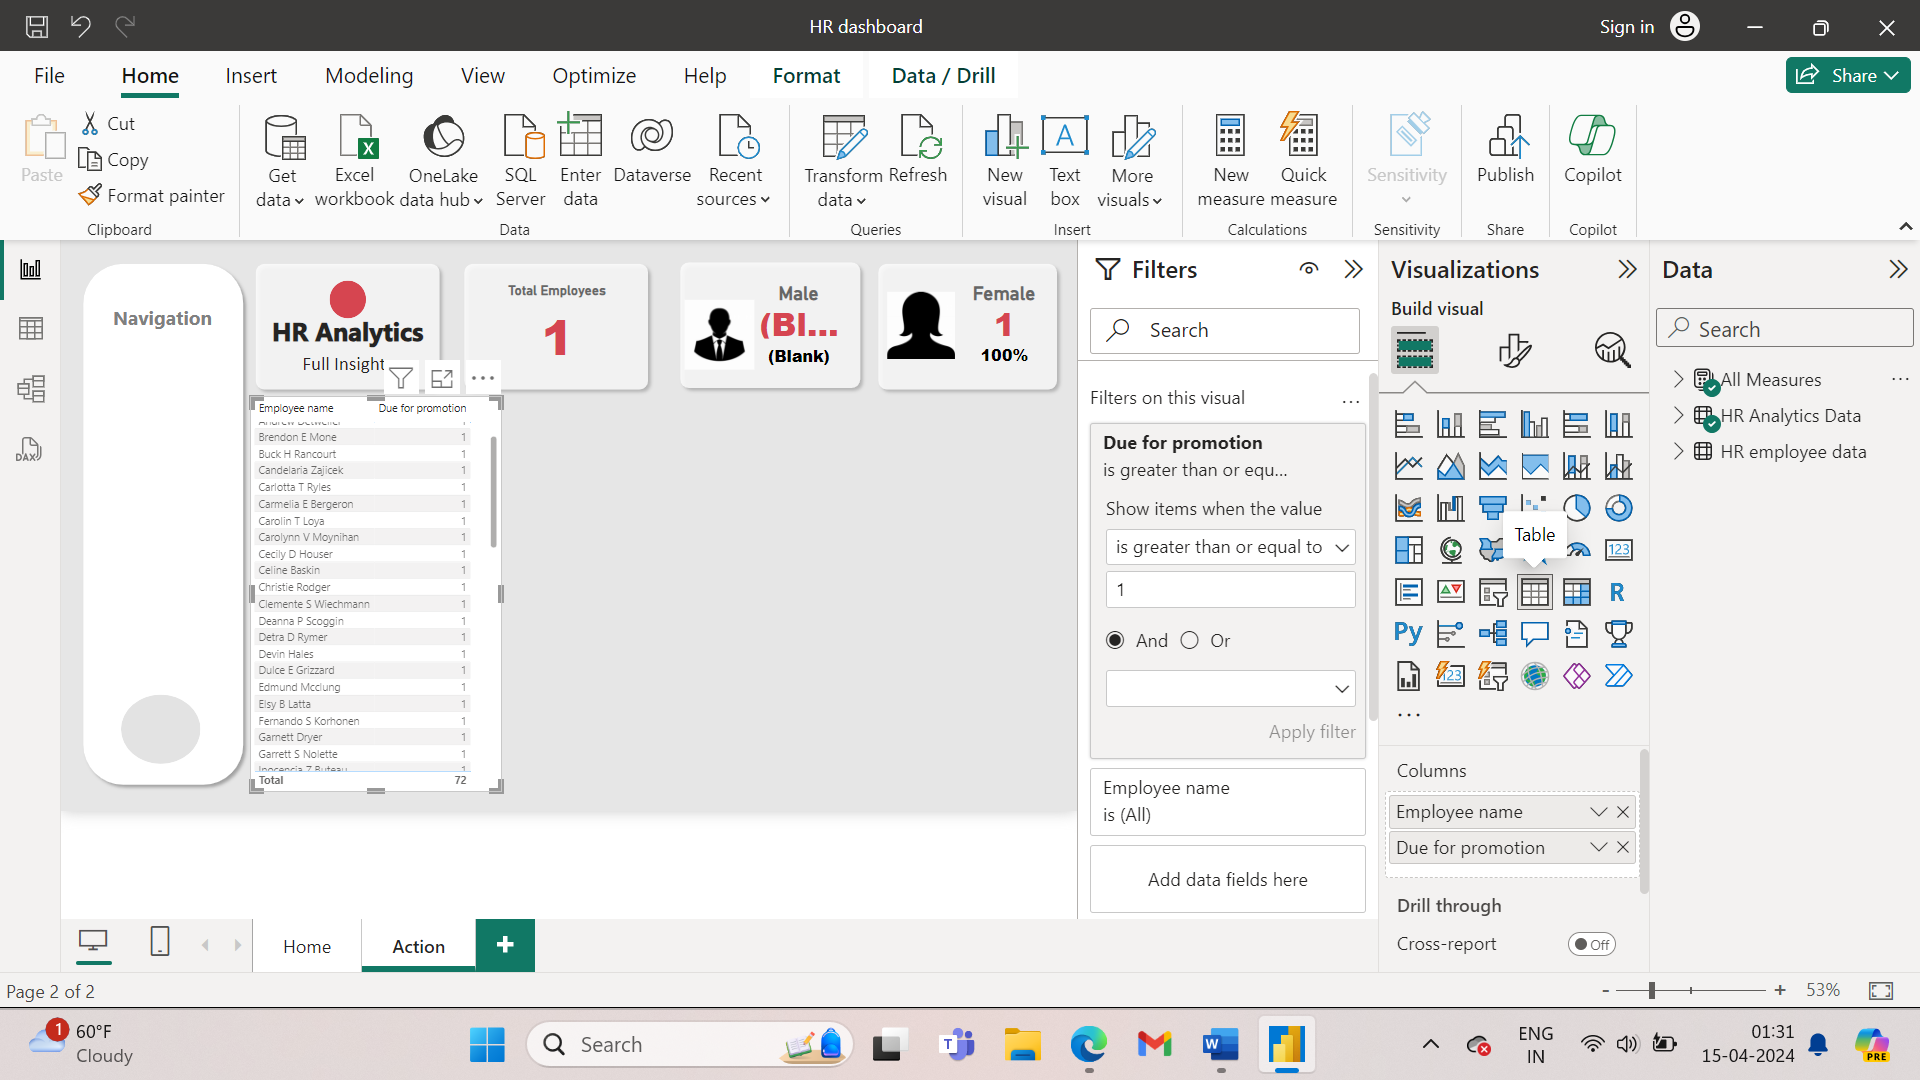 HR dashboard
Sign in
File
Home
Insert
Modeling
View
Optimize
Help
Format
Data / Drill
Share
Paste
Cut
Copy
Format painter
Clipboard
Get data
Excel workbook
OneLake data hub
SQL Server
Enter data
Dataverse
Recent sources
Data
Transform data
Refresh
Queries
New visual
Text box
More visuals
Insert
New measure
Quick measure
Calculations
Sensitivity
Sensitivity
Publish
Share
Copilot
Copilot
Navigation
HR Analytics
Full Insight
Total Employees
1
Male
(Bl...
(Blank)
Female
1
100%
Employee name Due for promotion
Brendon E Mone 1
Buck H Rancourt 1
Candelaria Zajicek 1
Carlotta T Ryles 1
Carmelia E Bergeron 1
Carolin T Loya 1
Carolynn V Moynihan 1
Cecily D Houser 1
Celine Baskin 1
Christie Rodger 1
Clemente S Wiechmann 1
Deanna P Scoggin 1
Detra D Rymer 1
Devin Hales 1
Dulce E Grizzard 1
Edmund Mcclung 1
Elsy B Latta 1
Fernando S Korhonen 1
Garnett Dryer 1
Garrett S Nolette 1
Total 72
Filters
Search
Filters on this visual
...
Due for promotion
is greater than or equ...
Show items when the value
is greater than or equal to
1
And Or
Apply filter
Employee name
is (All)
Add data fields here
Visualizations
Build visual
123
Table
R
Py
123
...
Columns
Employee name
Due for promotion
Drill through
Cross-report
Off
Data
Search
All Measures
...
HR Analytics Data
HR employee data
DAX
Home
Action
+
Page 2 of 2
- + 53%
1
60°F
Cloudy
Search
T
W
ENG
IN
01:31
15-04-2024
PRE